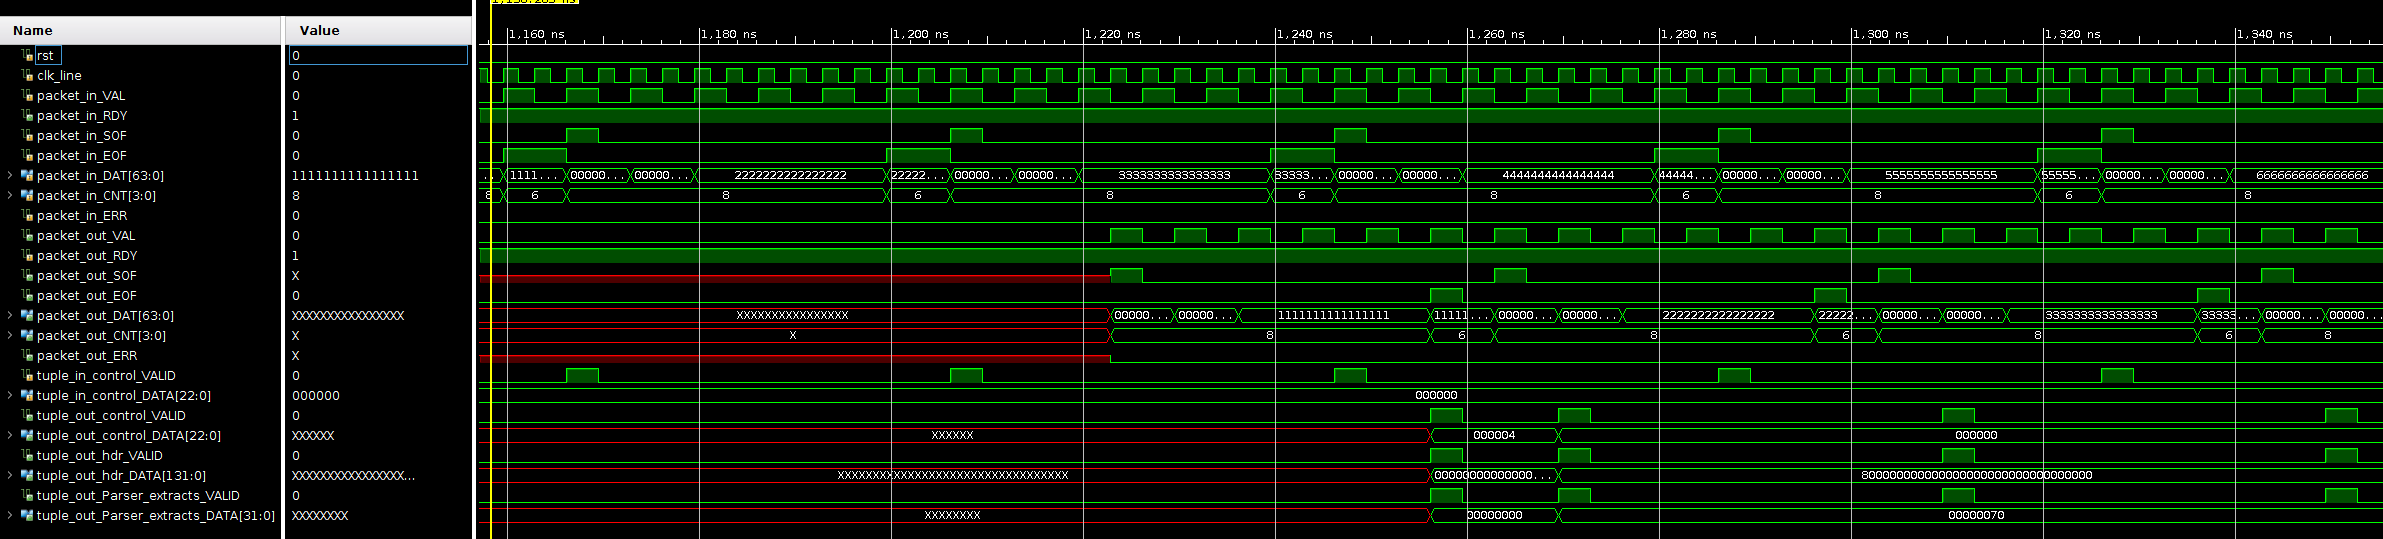 Name Value
1,160 ns 1,180 ns 1,200 ns 1,220 ns 1,240 ns 1,260 ns 1,280 ns 1,300 ns 1,320 ns 1,340 ns
rst 0
clk_line 0
packet_in_VAL 0
packet_in_RDY 1
packet_in_SOF 0
packet_in_EOF 0
packet_in_DAT[63:0] 1111111111111111 1111... 00000... 00000... 2222222222222222 22222... 00000... 00000... 3333333333333333 33333... 00000... 00000... 4444444444444444 44444... 00000... 00000... 5555555555555555 55555... 00000... 00000... 6666666666666666
packet_in_CNT[3:0] 8 8 6 8 6 8 6 8 6 8 6 8
packet_in_ERR 0
packet_out_VAL 0
packet_out_RDY 1
packet_out_SOF X
packet_out_EOF 0
packet_out_DAT[63:0] XXXXXXXXXXXXXXXX XXXXXXXXXXXXXXXX 00000... 00000... 1111111111111111 11111... 00000... 00000... 2222222222222222 22222... 00000... 00000... 3333333333333333 33333... 00000... 00000...
packet_out_CNT[3:0] X X 8 6 8 6 8 6 8
packet_out_ERR X
tuple_in_control_VALID 0
tuple_in_control_DATA[22:0] 000000 000000
tuple_out_control_VALID 0
tuple_out_control_DATA[22:0] XXXXXX XXXXXX 000004 000000
tuple_out_hdr_VALID 0
tuple_out_hdr_DATA[131:0] XXXXXXXXXXXXXXXX... XXXXXXXXXXXXXXXXXXXXXXXXXXXXXXXXX 00000000000000... 800000000000000000000000000000000
tuple_out_Parser_extracts_VALID 0
tuple_out_Parser_extracts_DATA[31:0] XXXXXXXX XXXXXXXX 00000000 00000070